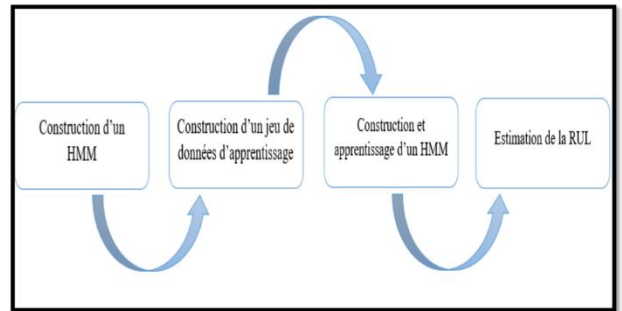 Construction d'un
HMM
Construction d'un jeu de
données d'apprentissage
Construction et
apprentissage d'un HMM
Estimation de la RUL